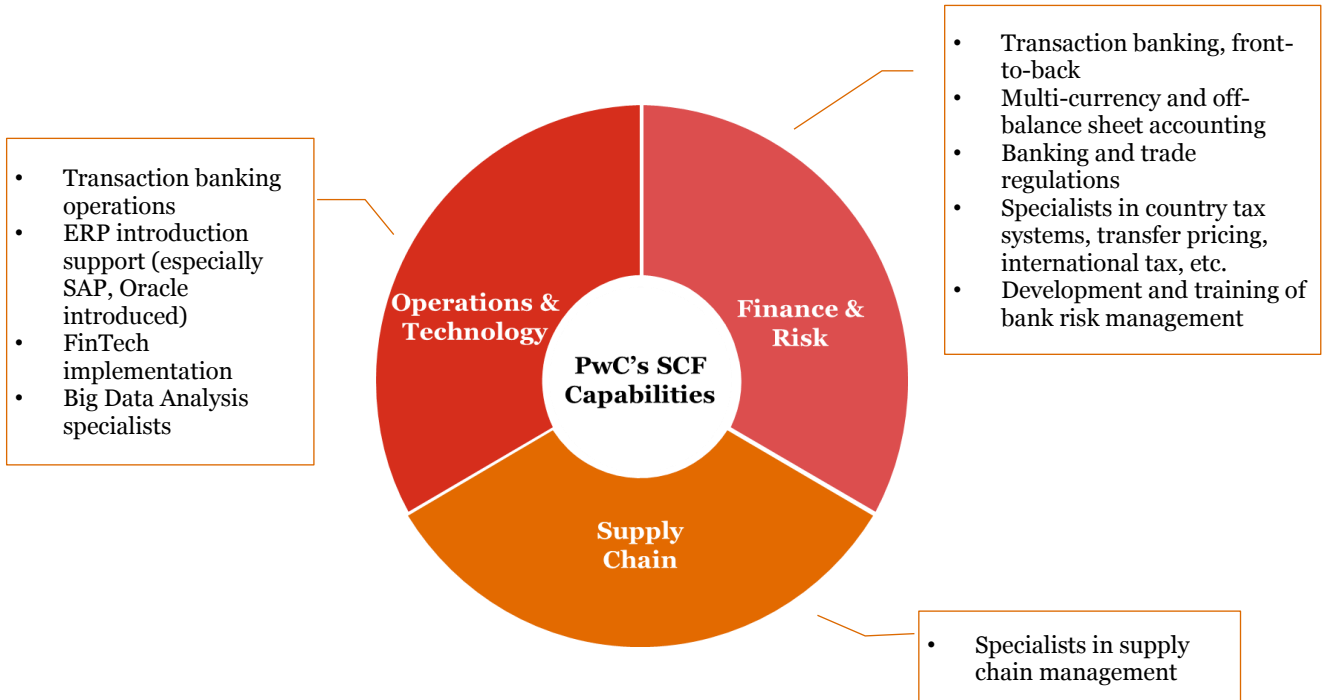 • Transaction banking, front-
to-back
• Multi-currency and off-
balance sheet accounting
• Banking and trade
regulations
• Specialists in country tax
systems, transfer pricing,
international tax, etc.
• Development and training of
bank risk management
• Transaction banking
operations
• ERP introduction
support (especially
SAP, Oracle
introduced)
• FinTech
implementation
• Big Data Analysis
specialists
Operations &
Technology
Finance &
Risk
PwC’s SCF
Capabilities
Supply
Chain
• Specialists in supply
chain management